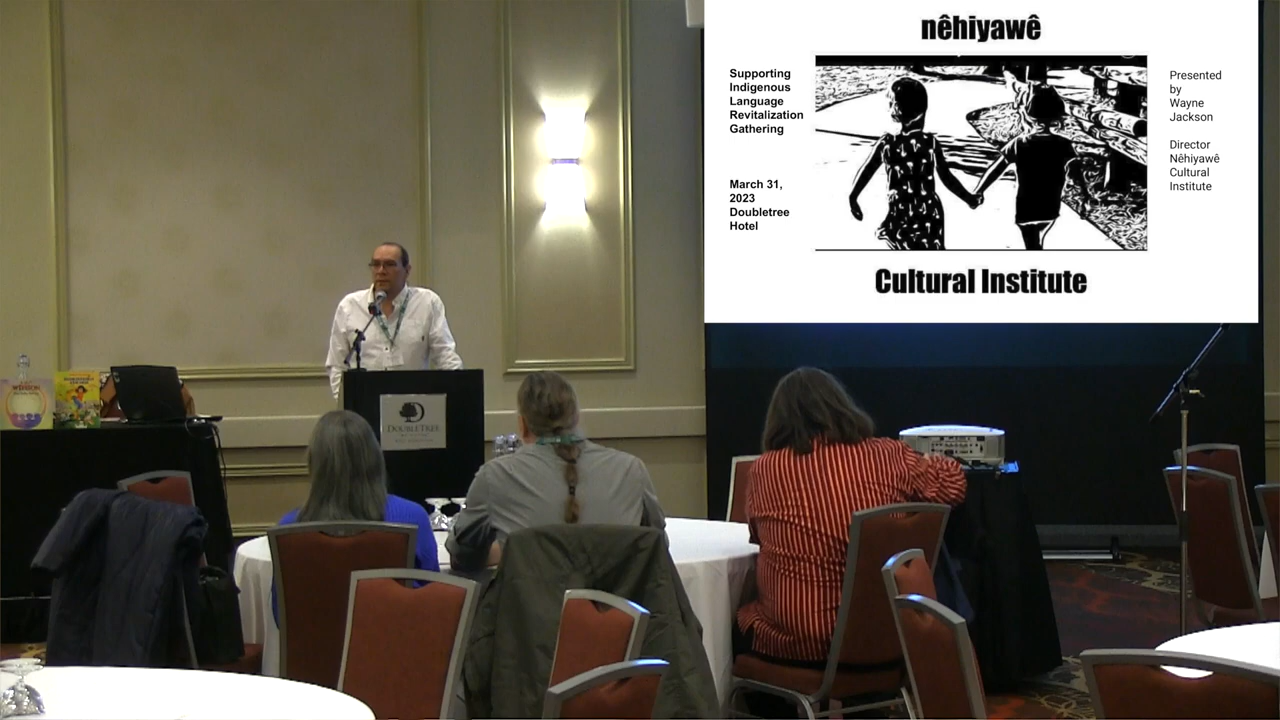 nêhiyawê
Supporting
Indigenous
Language
Revitalization
Gathering
March 31,
2023
Doubletree
Hotel
Presented
by
Wayne
Jackson
Director
Nêhiyawê
Cultural
Institute
Cultural Institute
WISDOM
DOUBLETREE